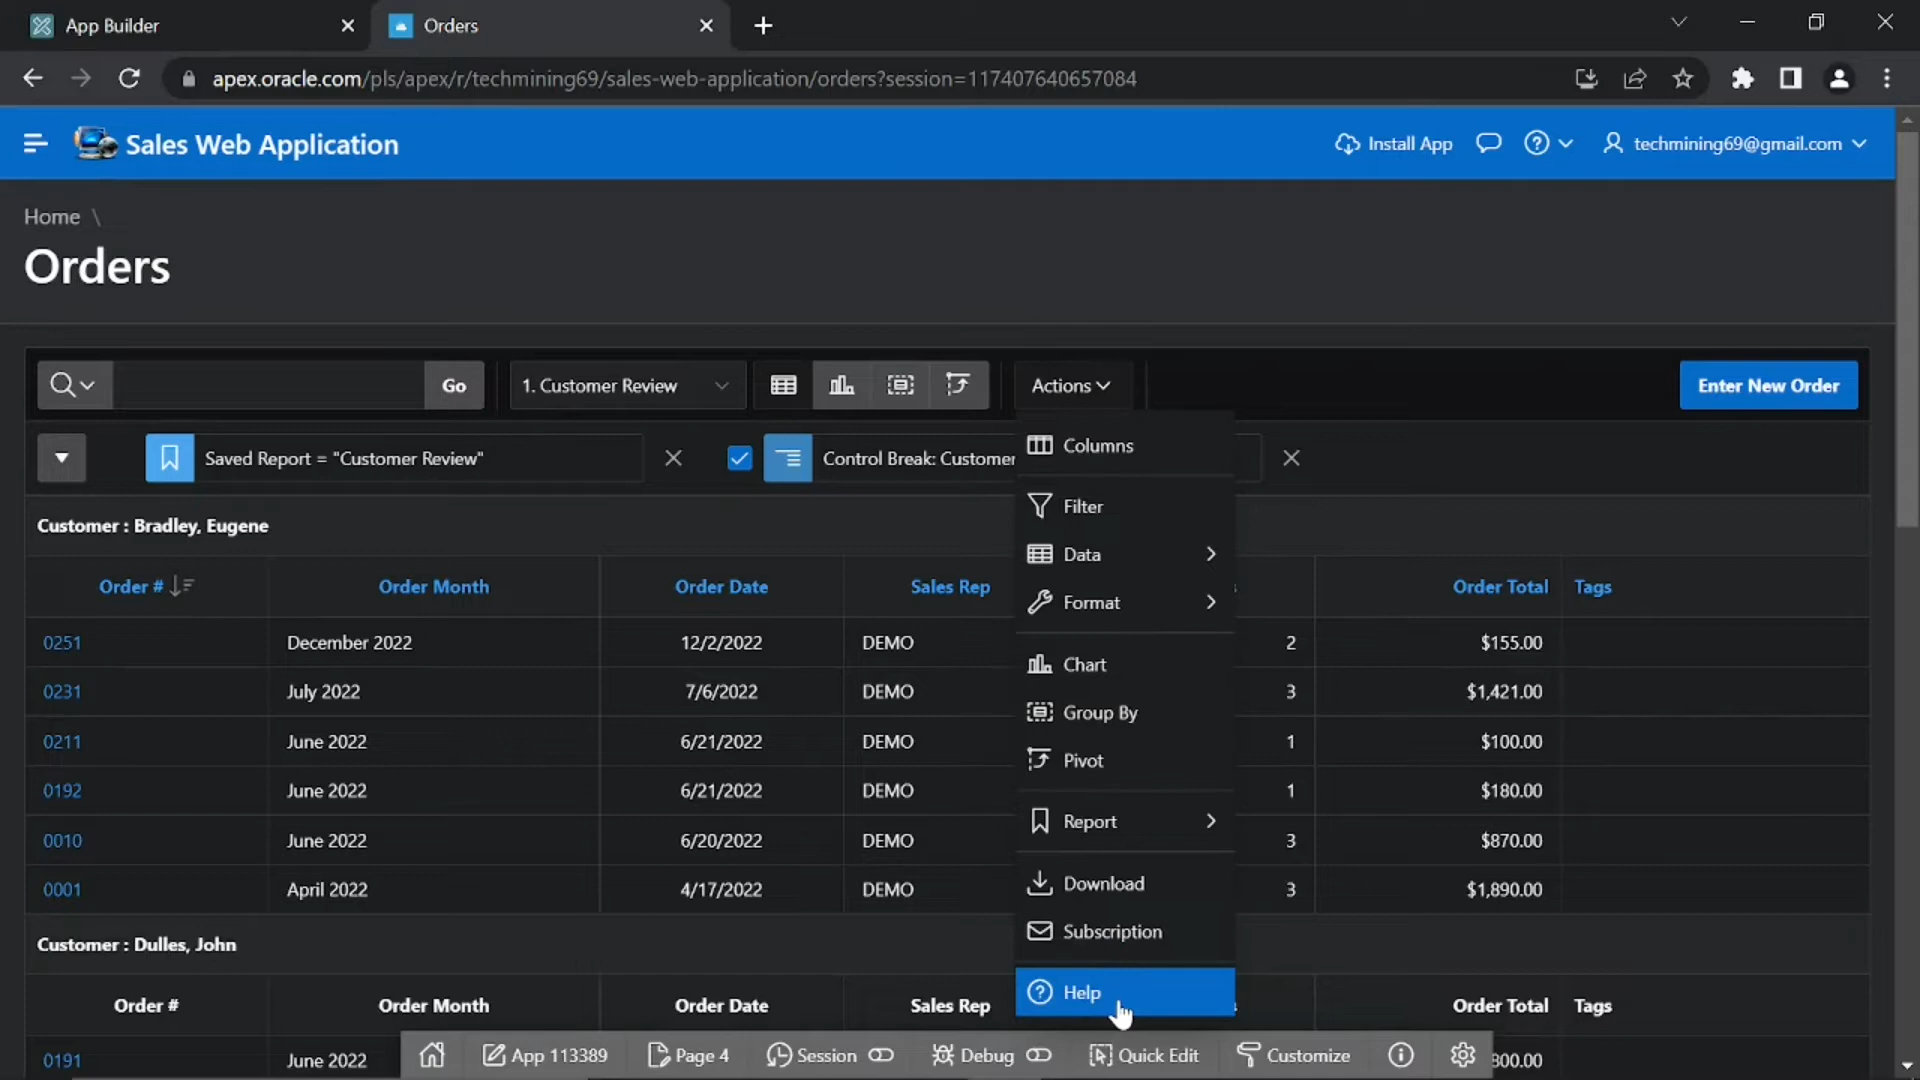 App Builder
Orders
apex.oracle.com/pls/apex/r/techmining69/sales-web-application/orders?session=117407640657084
Sales Web Application
Install App
techmining69@gmail.com
Home \
Orders
Go
1. Customer Review
Actions
Enter New Order
Saved Report = "Customer Review"
Control Break: Customer
Columns
Filter
Data
Format
Chart
Group By
Pivot
Report
Download
Subscription
Help
Customer : Bradley, Eugene
Order # Order Month Order Date Sales Rep Order Total Tags
0251 December 2022 12/2/2022 DEMO 2 $155.00
0231 July 2022 7/6/2022 DEMO 3 $1,421.00
0211 June 2022 6/21/2022 DEMO 1 $100.00
0192 June 2022 6/21/2022 DEMO 1 $180.00
0010 June 2022 6/20/2022 DEMO 3 $870.00
0001 April 2022 4/17/2022 DEMO 3 $1,890.00
Customer : Dulles, John
Order # Order Month Order Date Sales Rep Order Total Tags
0191 June 2022
App 113389 Page 4 Session Debug Quick Edit Customize